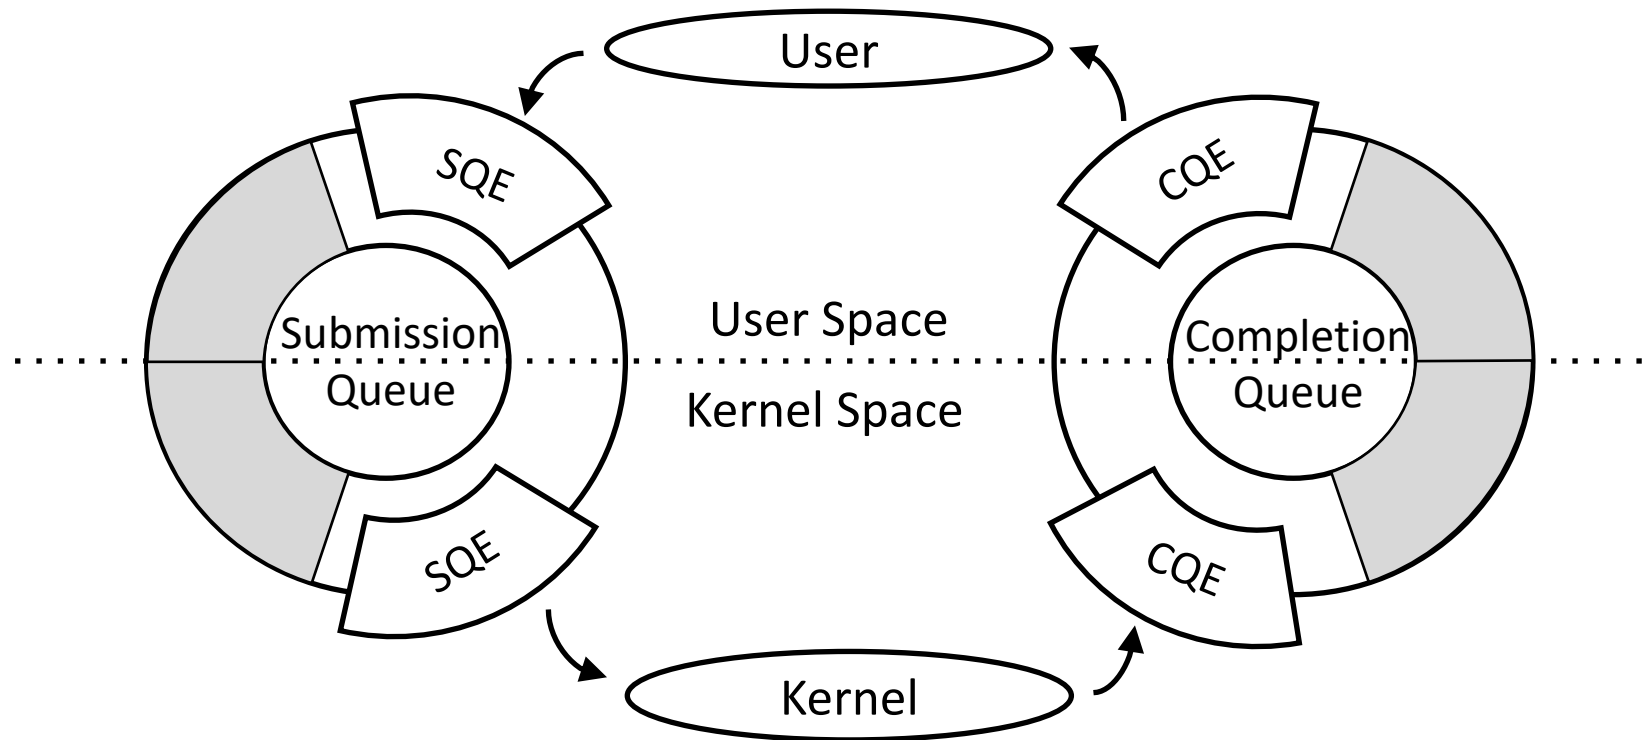 User
SQE
CQE
User Space
Submission
Queue
Completion
Queue
Kernel Space
SQE
CQE
Kernel